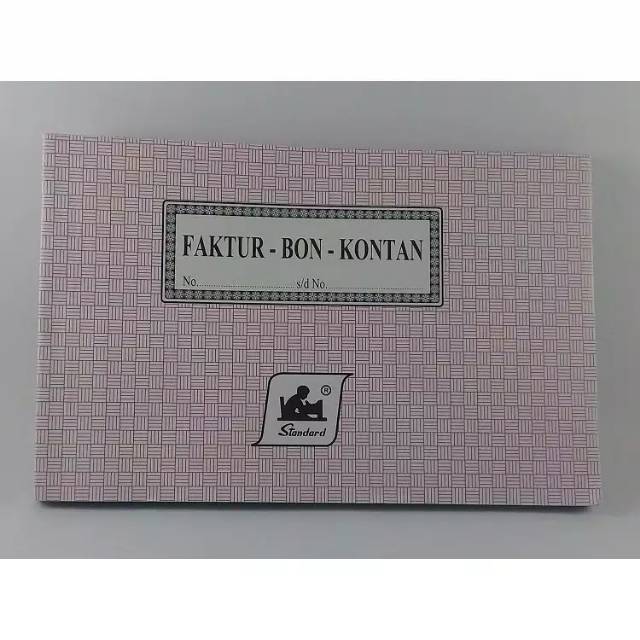 FAKTUR - BON - KONTAN
No.............................. s/d No..............................
®
Standard